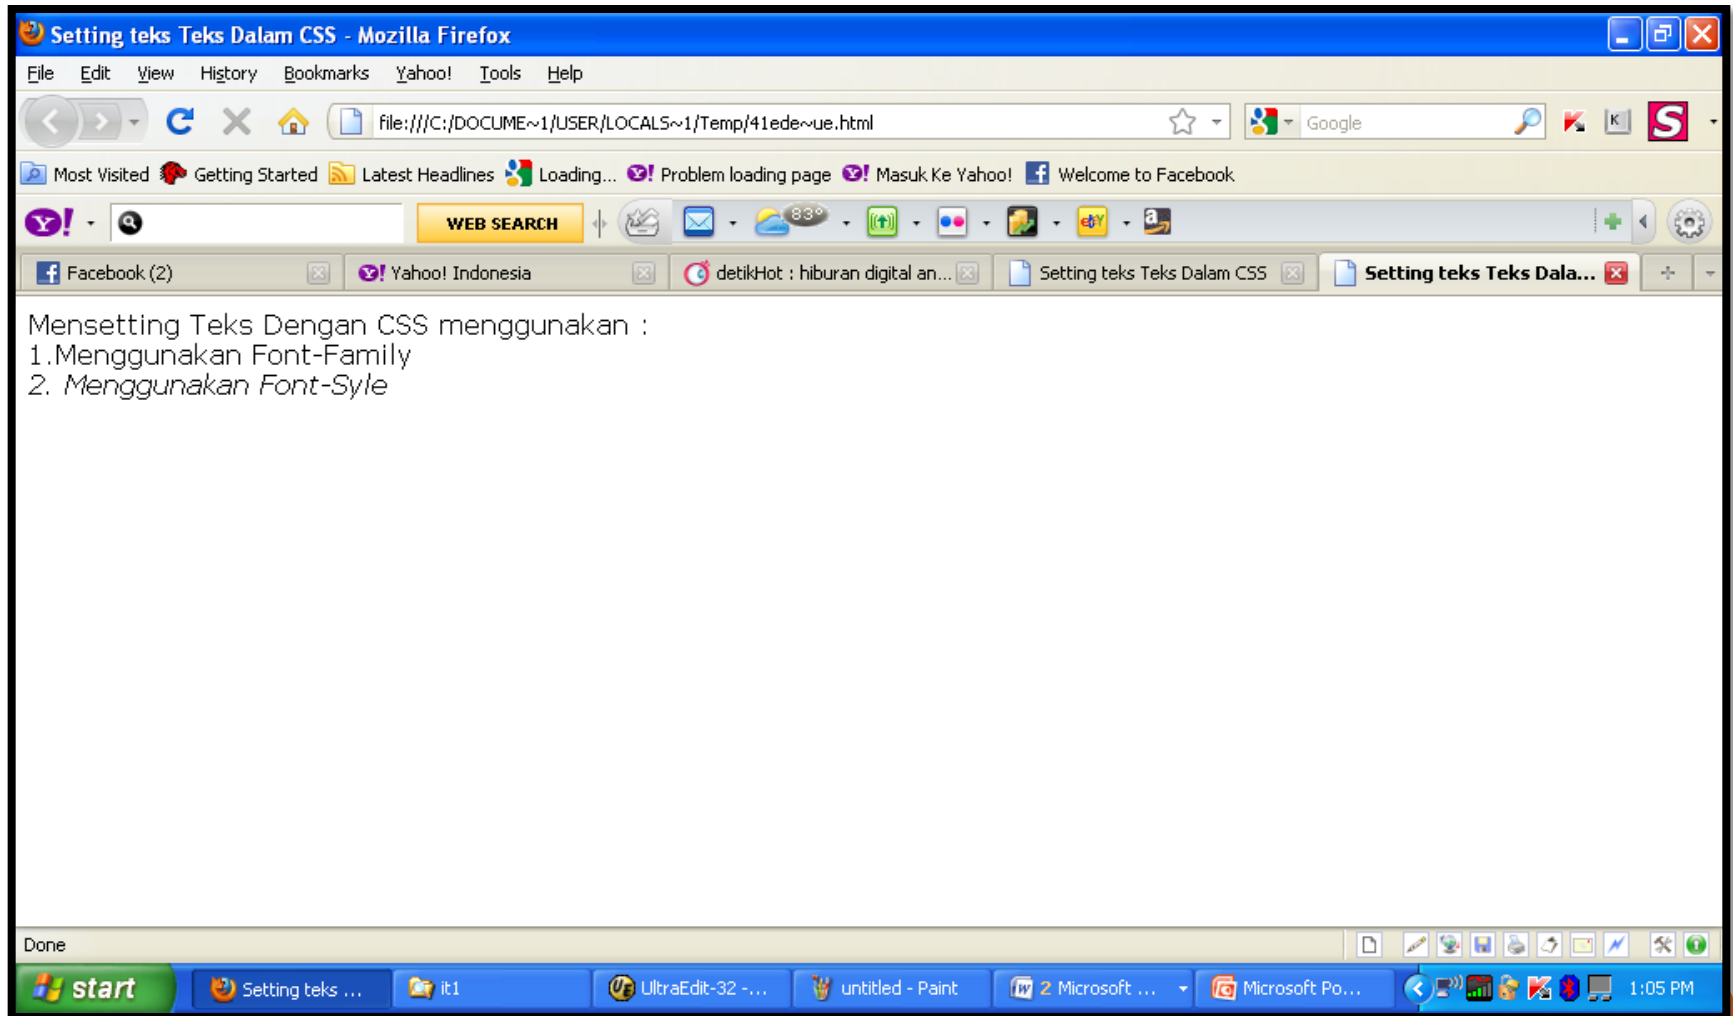 Setting teks Teks Dalam CSS - Mozilla Firefox
File Edit View History Bookmarks Yahoo! Tools Help
file:///C:/DOCUME~1/USER/LOCALS~1/Temp/41ede~ue.html Google K S
Most Visited Getting Started Latest Headlines Loading... Y! Problem loading page Y! Masuk Ke Yahoo! f Welcome to Facebook
Y! WEB SEARCH 83° ebY a
f Facebook (2) Y! Yahoo! Indonesia detikHot : hiburan digital an... Setting teks Teks Dalam CSS Setting teks Teks Dala...
Mensetting Teks Dengan CSS menggunakan :
1.Menggunakan Font-Family
2. Menggunakan Font-Syle
Done
start Setting teks ... it1 UltraEdit-32 -... untitled - Paint 2 Microsoft ... Microsoft Po... 1:05 PM